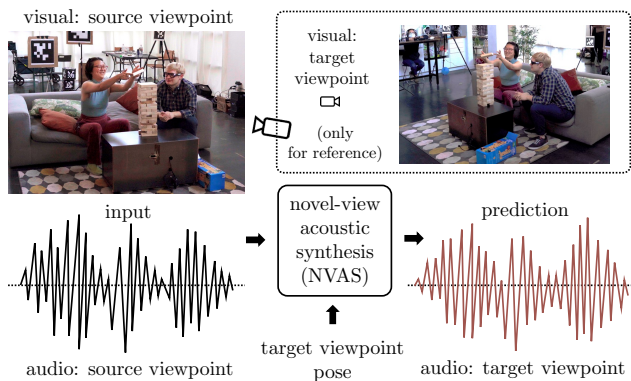 visual: source viewpoint
visual:
target
viewpoint
(only
for reference)
input
novel-view
acoustic
synthesis
(NVAS)
prediction
audio: source viewpoint
target viewpoint
pose
audio: target viewpoint